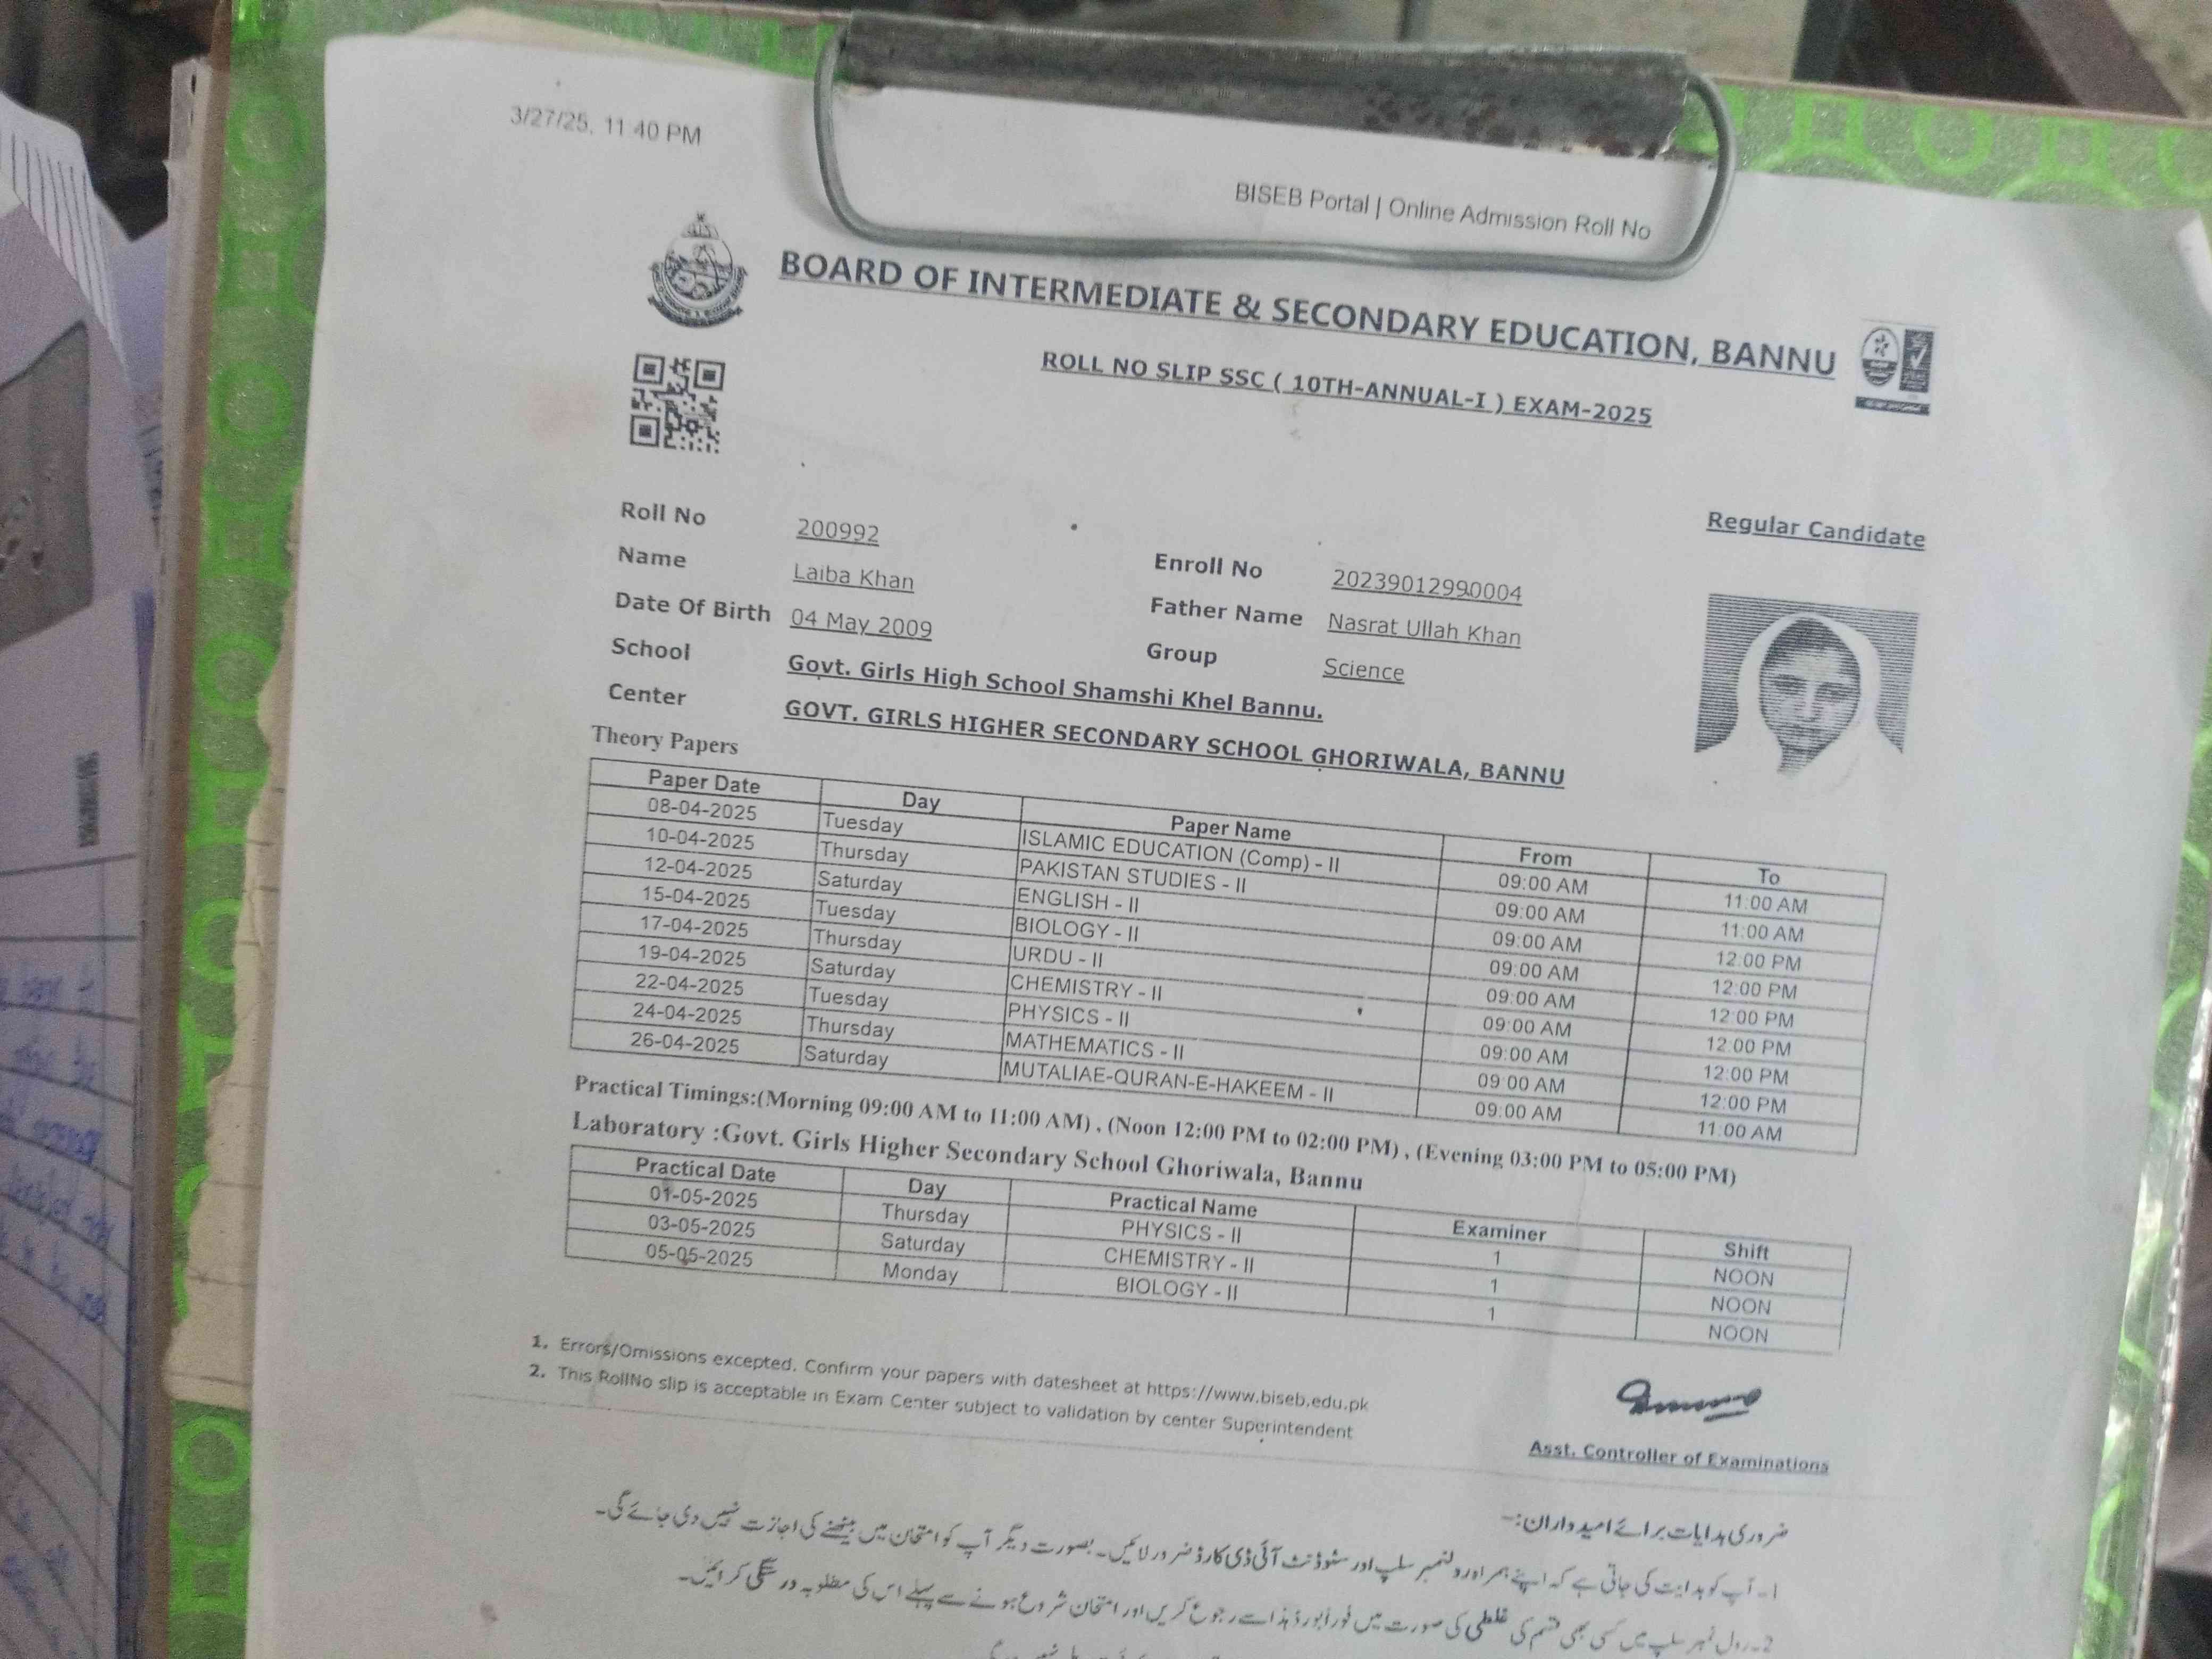 3/27/25, 11:40 PM
BISEB Portal | Online Admission Roll No
BOARD OF INTERMEDIATE & SECONDARY EDUCATION, BANNU
ROLL NO SLIP SSC ( 10TH-ANNUAL-I ) EXAM-2025
Regular Candidate
Roll No 200992
Name Laiba Khan Enroll No 20239012990004
Date Of Birth 04 May 2009 Father Name Nasrat Ullah Khan
School Govt. Girls High School Shamshi Khel Bannu. Group Science
Center GOVT. GIRLS HIGHER SECONDARY SCHOOL GHORIWALA, BANNU
Theory Papers
Paper Date Day Paper Name From To
08-04-2025 Tuesday ISLAMIC EDUCATION (Comp) - II 09:00 AM 11:00 AM
10-04-2025 Thursday PAKISTAN STUDIES - II 09:00 AM 11:00 AM
12-04-2025 Saturday ENGLISH - II 09:00 AM 12:00 PM
15-04-2025 Tuesday BIOLOGY - II 09:00 AM 12:00 PM
17-04-2025 Thursday URDU - II 09:00 AM 12:00 PM
19-04-2025 Saturday CHEMISTRY - II 09:00 AM 12:00 PM
22-04-2025 Tuesday PHYSICS - II 09:00 AM 12:00 PM
24-04-2025 Thursday MATHEMATICS - II 09:00 AM 12:00 PM
26-04-2025 Saturday MUTALIAE-QURAN-E-HAKEEM - II 09:00 AM 11:00 AM
Practical Timings:(Morning 09:00 AM to 11:00 AM) , (Noon 12:00 PM to 02:00 PM) , (Evening 03:00 PM to 05:00 PM)
Laboratory :Govt. Girls Higher Secondary School Ghoriwala, Bannu
Practical Date Day Practical Name Examiner Shift
01-05-2025 Thursday PHYSICS - II 1 NOON
03-05-2025 Saturday CHEMISTRY - II 1 NOON
05-05-2025 Monday BIOLOGY - II 1 NOON
1. Errors/Omissions excepted. Confirm your papers with datesheet at https://www.biseb.edu.pk
2. This RollNo slip is acceptable in Exam Center subject to validation by center Superintendent
Asst. Controller of Examinations
ضروری ہدایات برائے امیدواران:-
1- آپ کو ہدایت کی جاتی ہے کہ اپنے ہمراہ رولنمبر سلپ اور سٹوڈنٹ آئی ڈی کارڈ ضرور لائیں۔ بصورت دیگر آپ کو امتحان میں بیٹھنے کی اجازت نہیں دی جائے گی۔
2- رول نمبر سلپ میں کسی بھی قسم کی غلطی کی صورت میں فوراً بورڈ ہذا سے رجوع کریں اور امتحان شروع ہونے سے پہلے اس کی مطلوبہ درستگی کرائیں۔